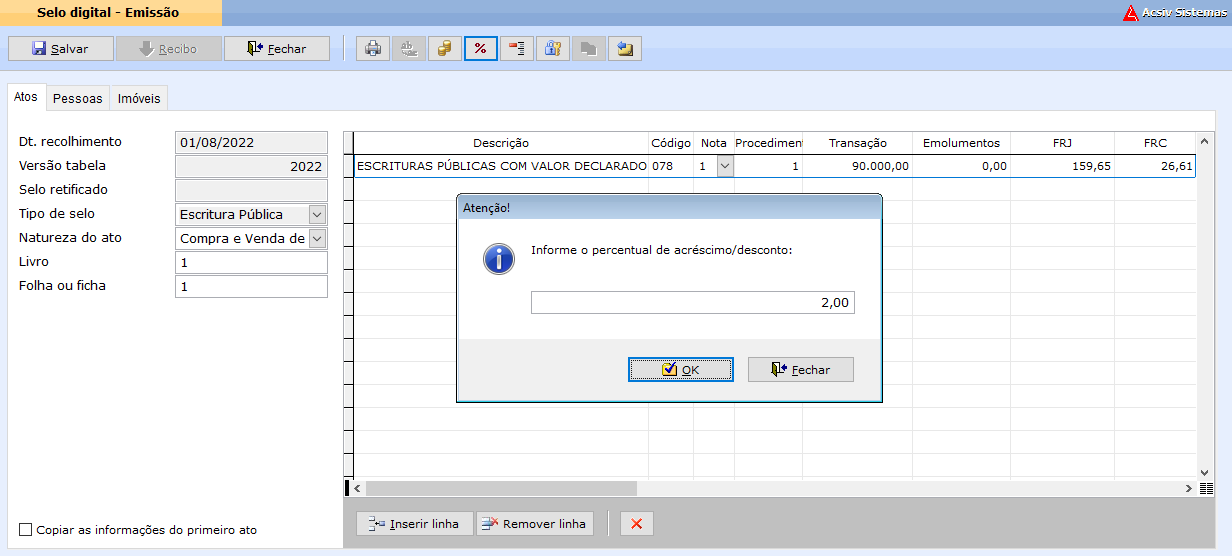 Selo digital - Emissão
Acsiv Sistemas
Salvar
Recibo
Fechar
ab
ac
%
Atos
Pessoas
Imóveis
Dt. recolhimento 01/08/2022
Versão tabela 2022
Selo retificado
Tipo de selo Escritura Pública
Natureza do ato Compra e Venda de
Livro 1
Folha ou ficha 1
Copiar as informações do primeiro ato
Descrição Código Nota Procediment Transação Emolumentos FRJ FRC
ESCRITURAS PÚBLICAS COM VALOR DECLARADO 078 1 1 90.000,00 0,00 159,65 26,61
Atenção!
Informe o percentual de acréscimo/desconto:
2,00
OK
Fechar
Inserir linha
Remover linha